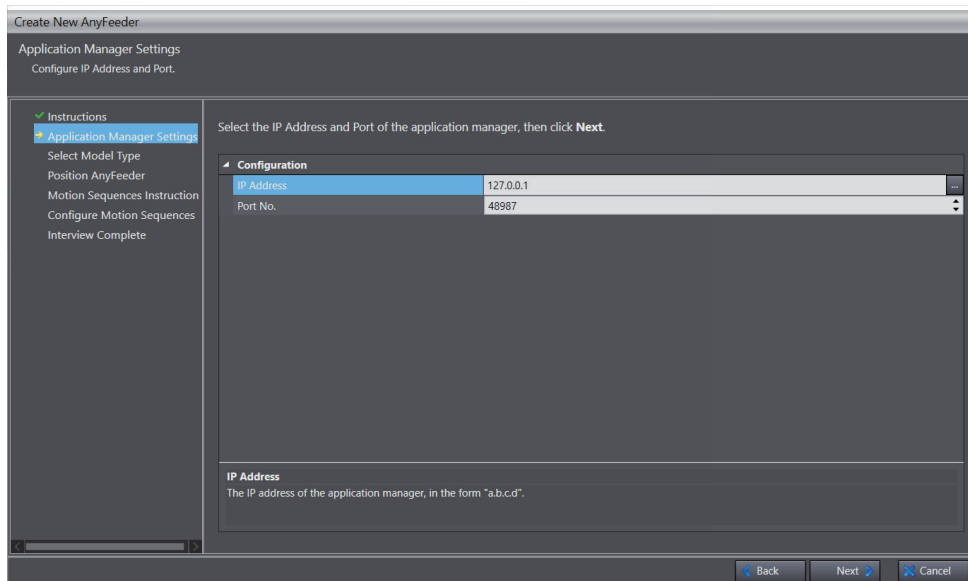 Create New AnyFeeder
Application Manager Settings
Configure IP Address and Port.
Instructions
Application Manager Settings
Select Model Type
Position AnyFeeder
Motion Sequences Instruction
Configure Motion Sequences
Interview Complete
Select the IP Address and Port of the application manager, then click Next.
Configuration
IP Address 127.0.0.1 ...
Port No. 48987
IP Address
The IP address of the application manager, in the form "a.b.c.d".
Back Next Cancel